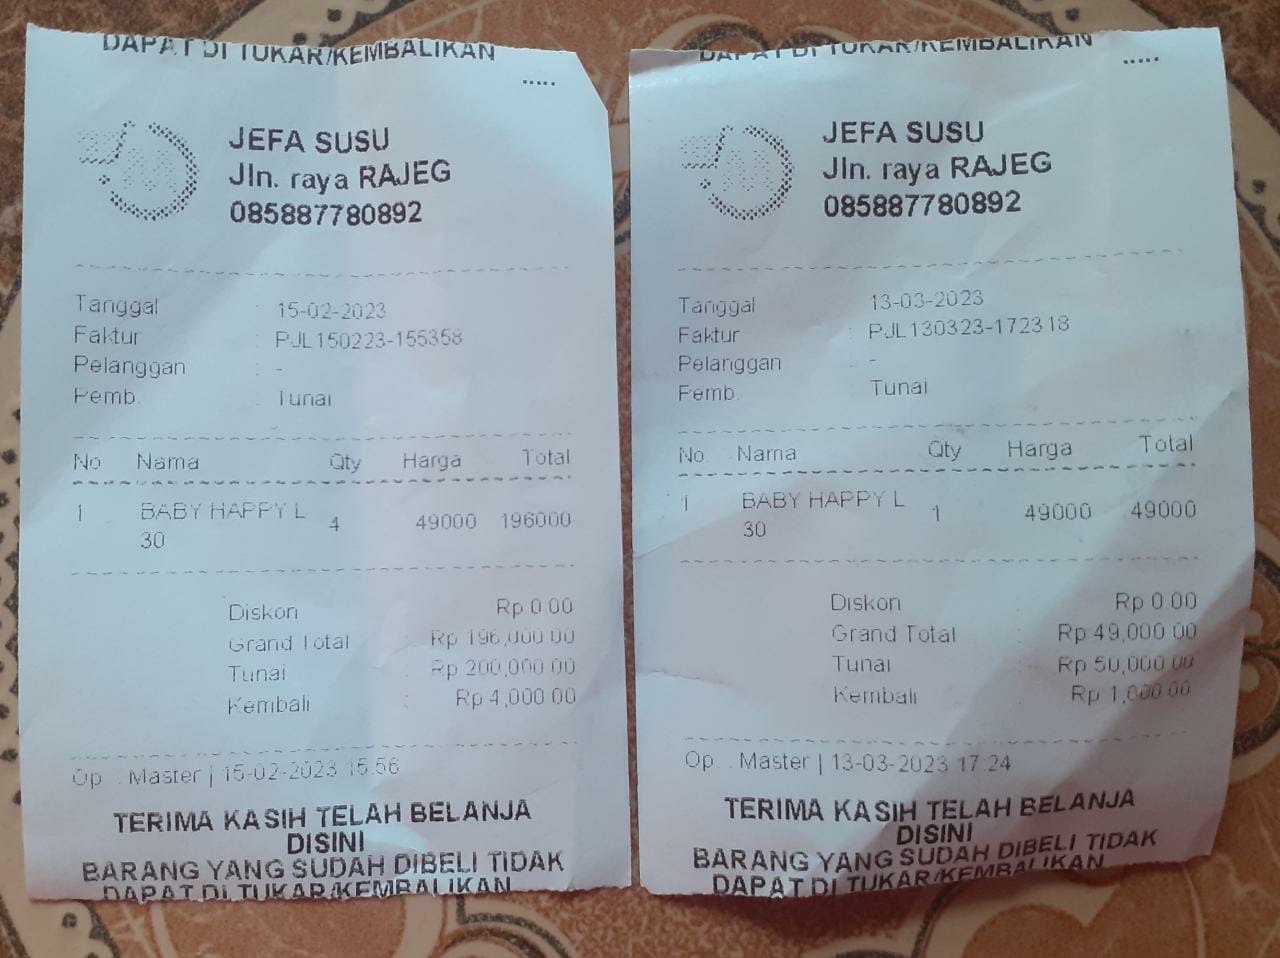 DAPAT DI TUKAR/KEMBALIKAN
.....
JEFA SUSU
Jln. raya RAJEG
085887780892
Tanggal : 15-02-2023
Faktur : PJL150223-155358
Pelanggan : -
Pemb. : Tunai
No Nama Qty Harga Total
1 BABY HAPPY L 4 49000 196000
30
Diskon : Rp 0.00
Grand Total : Rp 196,000.00
Tunai : Rp 200,000.00
Kembali : Rp 4,000.00
Op. : Master | 15-02-2023 15:56
TERIMA KASIH TELAH BELANJA
DISINI
BARANG YANG SUDAH DIBELI TIDAK
DAPAT DI TUKAR/KEMBALIKAN
DAPAT DI TUKAR/KEMBALIKAN
.....
JEFA SUSU
Jln. raya RAJEG
085887780892
Tanggal : 13-03-2023
Faktur : PJL130323-172318
Pelanggan : -
Pemb. : Tunai
No. Nama Qty Harga Total
1 BABY HAPPY L 1 49000 49000
30
Diskon : Rp 0.00
Grand Total : Rp 49,000.00
Tunai : Rp 50,000.00
Kembali : Rp 1,000.00
Op. : Master | 13-03-2023 17:24
TERIMA KASIH TELAH BELANJA
DISINI
BARANG YANG SUDAH DIBELI TIDAK
DAPAT DI TUKAR/KEMBALIKAN